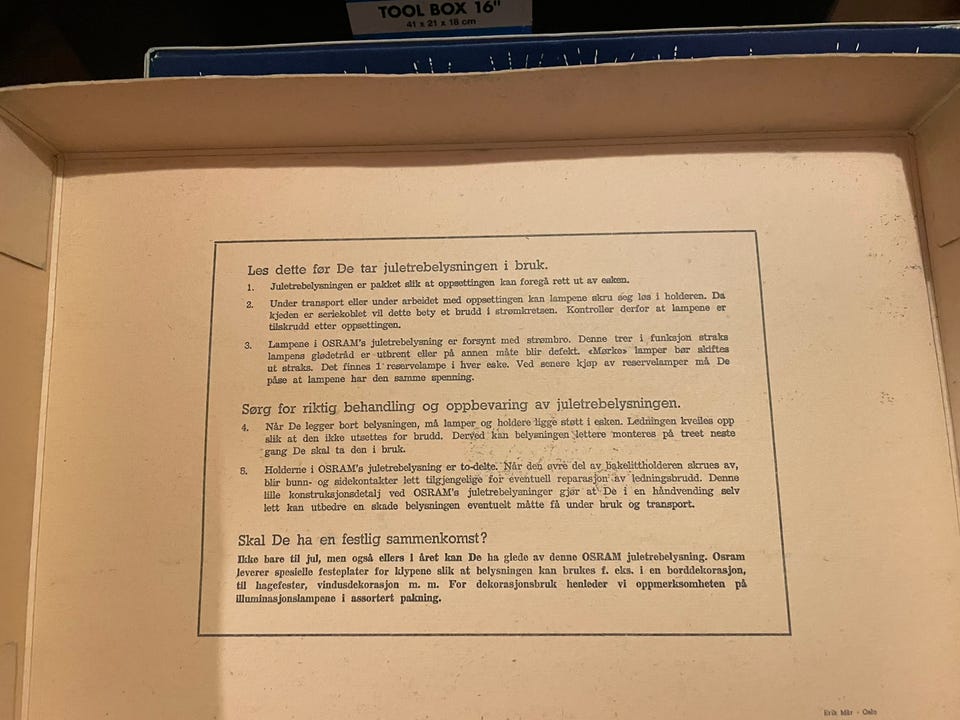 TOOL BOX 16"
41 x 21 x 18 cm
Les dette før De tar juletrebelysningen i bruk.
1. Juletrebelysningen er pakket slik at oppsettingen kan foregå rett ut av esken.
2. Under transport eller under arbeidet med oppsettingen kan lampene skru seg løs i holderen. Da
kjeden er seriekoblet vil dette bety et brudd i strømkretsen. Kontroller derfor at lampene er
tilskrudd etter oppsettingen.
3. Lampene i OSRAM's juletrebelysning er forsynt med strømbro. Denne trer i funksjon straks
lampens glødetråd er utbrent eller på annen måte blir defekt. «Mørke» lamper bør skiftes
ut straks. Det finnes 1 reservelampe i hver eske. Ved senere kjøp av reservelamper må De
påse at lampene har den samme spenning.
Sørg for riktig behandling og oppbevaring av juletrebelysningen.
4. Når De legger bort belysningen, må lamper og holdere ligge støtt i esken. Ledningen kveiles opp
slik at den ikke utsettes for brudd. Derved kan belysningen lettere monteres på treet neste
gang De skal ta den i bruk.
5. Holderne i OSRAM's juletrebelysning er to-delte. Når den øvre del av bakelittholderen skrues av,
blir bunn- og sidekontakter lett tilgjengelige for eventuell reparasjon av ledningsbrudd. Denne
lille konstruksjonsdetalj ved OSRAM's juletrebelysninger gjør at De i en håndvending selv
lett kan utbedre en skade belysningen eventuelt måtte få under bruk og transport.
Skal De ha en festlig sammenkomst?
Ikke bare til jul, men også ellers i året kan De ha glede av denne OSRAM juletrebelysning. Osram
leverer spesielle festeplater for klypene slik at belysningen kan brukes f. eks. i en borddekorasjon,
til hagefester, vindusdekorasjon m. m. For dekorasjonsbruk henleder vi oppmerksomheten på
illuminasjonslampene i assortert pakning.
Erik Mår - Oslo